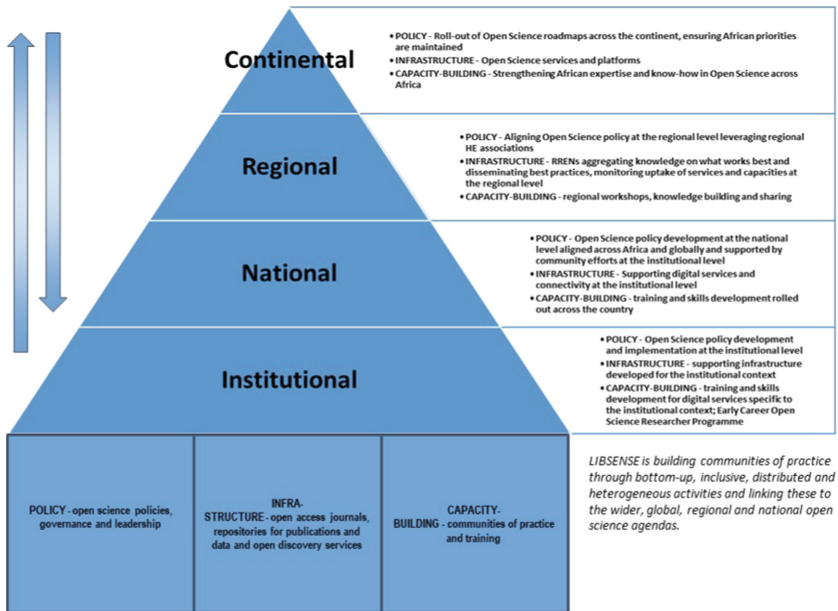 Continental
• POLICY - Roll-out of Open Science roadmaps across the continent, ensuring African priorities
are maintained
• INFRASTRUCTURE - Open Science services and platforms
• CAPACITY-BUILDING - Strengthening African expertise and know-how in Open Science across
Africa
Regional
• POLICY - Aligning Open Science policy at the regional level leveraging regional
HE associations
• INFRASTRUCTURE - RRENs aggregating knowledge on what works best and
disseminating best practices, monitoring uptake of services and capacities at
the regional level
• CAPACITY-BUILDING - regional workshops, knowledge building and sharing
National
• POLICY - Open Science policy development at the national
level aligned across Africa and globally and supported by
community efforts at the institutional level
• INFRASTRUCTURE - Supporting digital services and
connectivity at the institutional level
• CAPACITY-BUILDING - training and skills development rolled
out across the country
Institutional
• POLICY - Open Science policy development
and implementation at the institutional level
• INFRASTRUCTURE - supporting infrastructure
developed for the institutional context
• CAPACITY-BUILDING - training and skills
development for digital services specific to
the institutional context; Early Career Open
Science Researcher Programme
POLICY - open science policies,
governance and leadership
INFRA-
STRUCTURE - open access journals,
repositories for publications and
data and open discovery services
CAPACITY-
BUILDING - communities of practice
and training
LIBSENSE is building communities of practice
through bottom-up, inclusive, distributed and
heterogeneous activities and linking these to
the wider, global, regional and national open
science agendas.